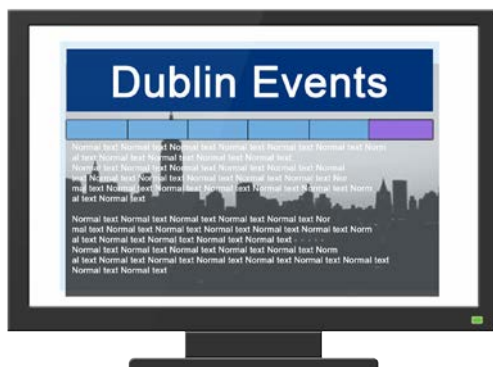 Dublin Events
Normal text Normal text Normal text Normal text Normal text Normal text Norm
al text Normal text Normal text Normal text Normal text
Normal text Normal text Normal text Normal text Normal
text Normal text Normal text Normal text Normal text Nor
mal text Normal text Normal text Normal text Normal text Norm
al text Normal text
Normal text Normal text Normal text Normal text Normal text Nor
mal text Normal text Normal text Normal text Normal text Normal text Norm
al text Normal text Normal text Normal text Normal text
Normal text Normal text Normal text Normal text Normal text Norm
al text Normal text Normal text Normal text Normal text Normal text Normal text
Normal text Normal text